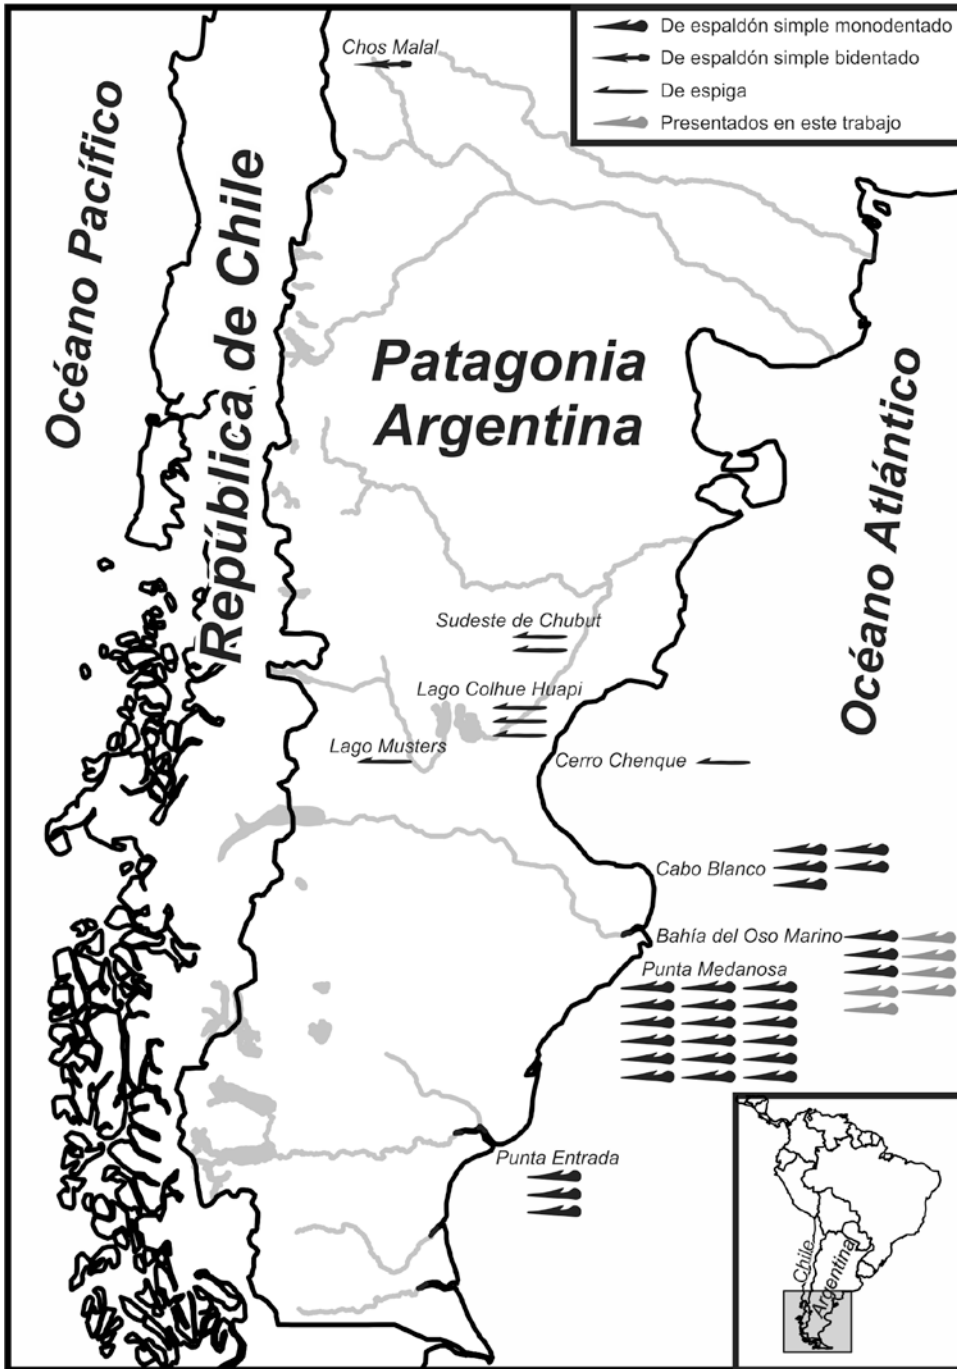 De espaldón simple monodentado
De espaldón simple bidentado
De espiga
Presentados en este trabajo
Chos Malal
Océano Pacífico
República de Chile
Patagonia
Argentina
Océano Atlántico
Sudeste de Chubut
Lago Colhue Huapi
Lago Musters
Cerro Chenque
Cabo Blanco
Bahía del Oso Marino
Punta Medanosa
Punta Entrada
Chile
Argentina